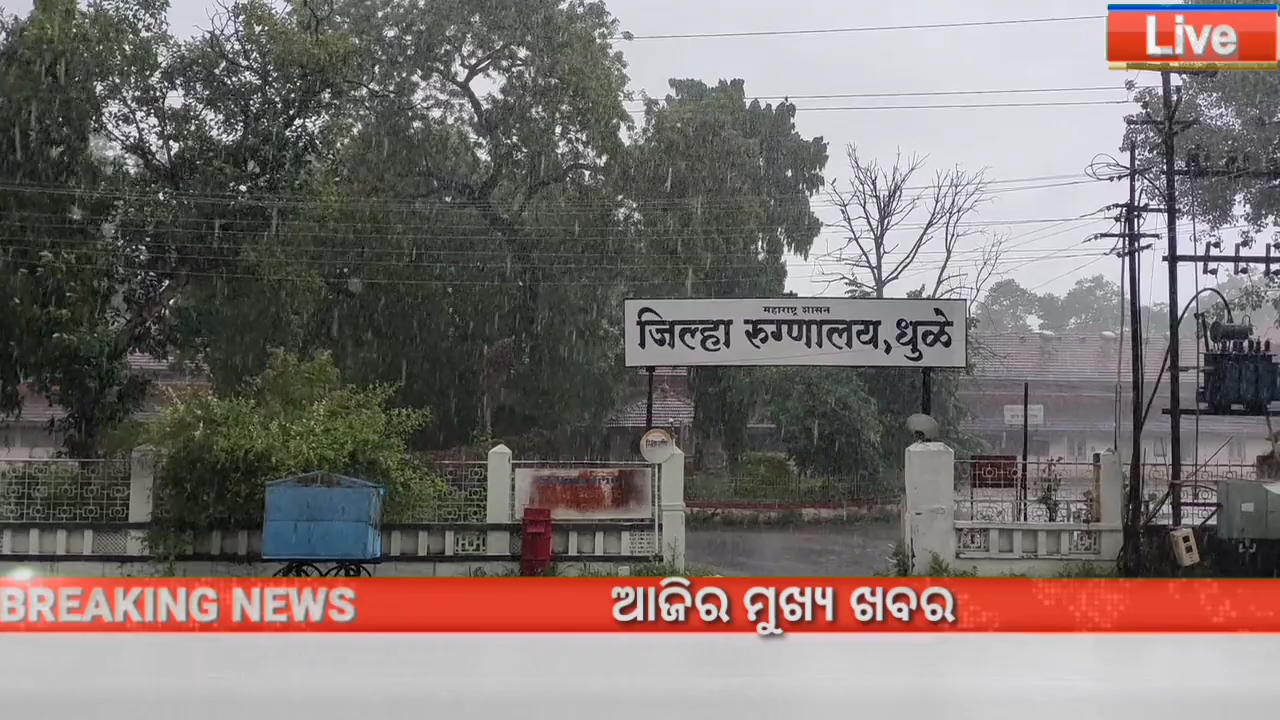 Live
महाराष्ट्र शासन
जिल्हा रुग्णालय, धुळे
BREAKING NEWS
ଆଜିର ମୁଖ୍ୟ ଖବର